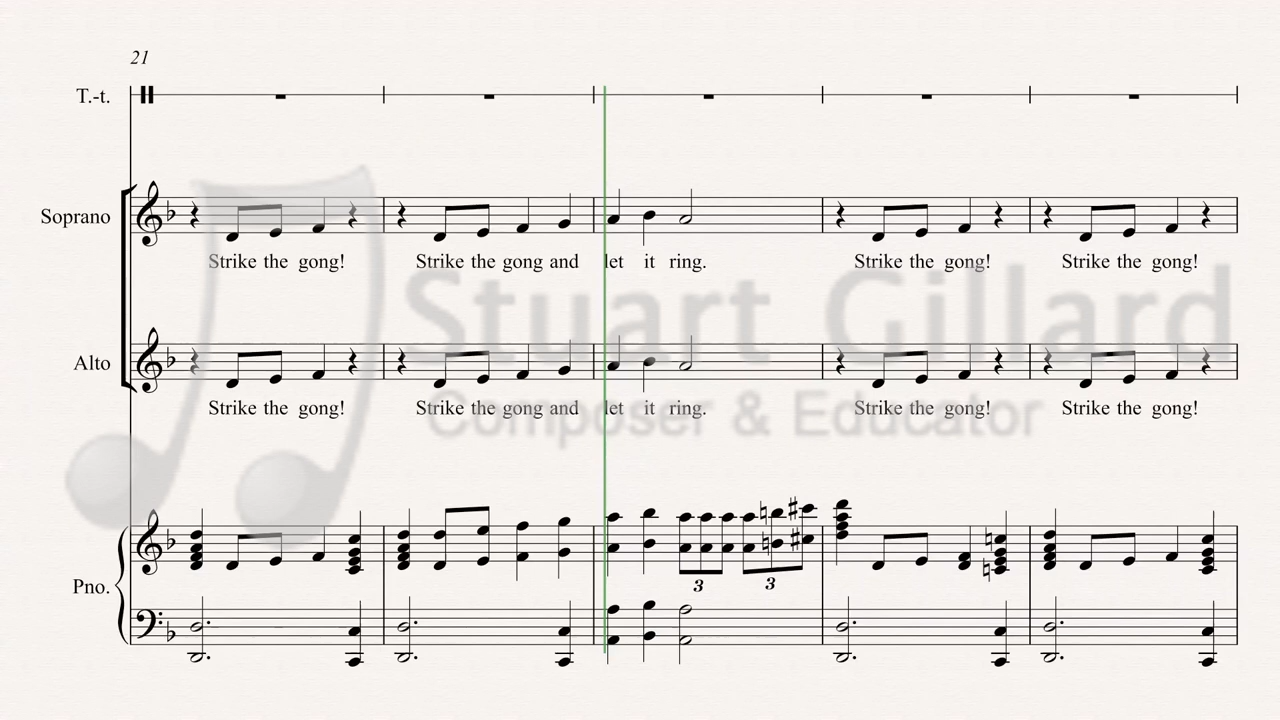 21
T.-t.
Soprano
Strike the gong! Strike the gong and let it ring. Strike the gong! Strike the gong!
Stuart Gillard
Alto
Strike the gong! Strike the gong and let it ring. Strike the gong! Strike the gong!
Composer & Educator
Pno.
3 3